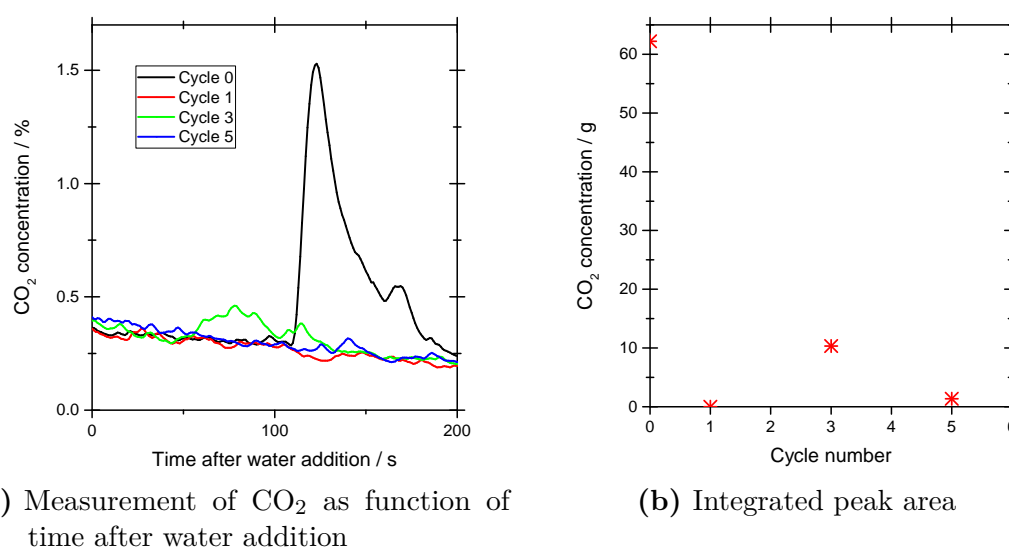 1.5
1.0
0.5
0.0
0
100
200
CO₂ concentration / %
Time after water addition / s
Cycle 0
Cycle 1
Cycle 3
Cycle 5
) Measurement of CO₂ as function of
time after water addition
60
50
40
30
20
10
0
0
1
2
3
4
5
CO₂ concentration / g
Cycle number
(b) Integrated peak area